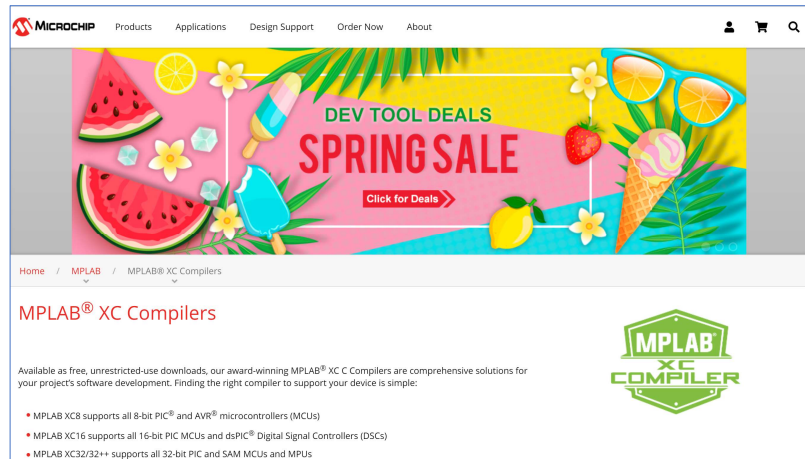 MICROCHIP Products Applications Design Support Order Now About
DEV TOOL DEALS
SPRING SALE
Click for Deals
Home / MPLAB / MPLAB® XC Compilers
MPLAB® XC Compilers
MPLAB®
XC
COMPILER
Available as free, unrestricted-use downloads, our award-winning MPLAB® XC C Compilers are comprehensive solutions for
your project's software development. Finding the right compiler to support your device is simple:
• MPLAB XC8 supports all 8-bit PIC® and AVR® microcontrollers (MCUs)
• MPLAB XC16 supports all 16-bit PIC MCUs and dsPIC® Digital Signal Controllers (DSCs)
• MPLAB XC32/32++ supports all 32-bit PIC and SAM MCUs and MPUs